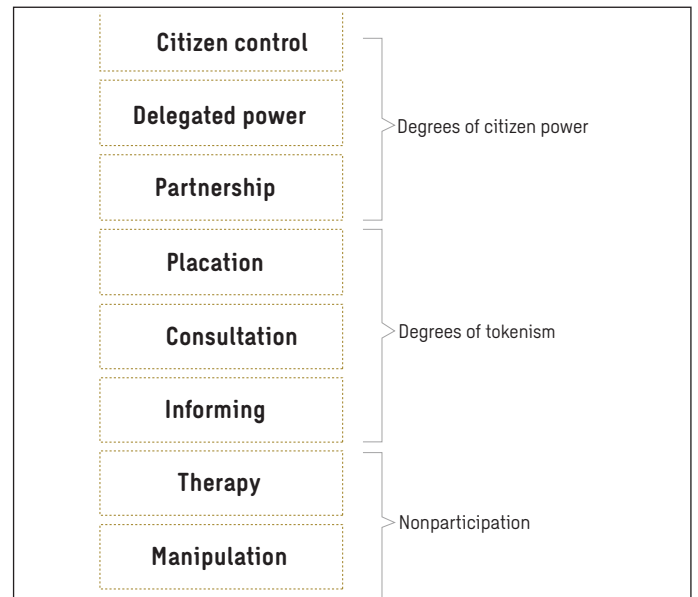 Citizen control
Delegated power
Degrees of citizen power
Partnership
Placation
Consultation
Degrees of tokenism
Informing
Therapy
Nonparticipation
Manipulation